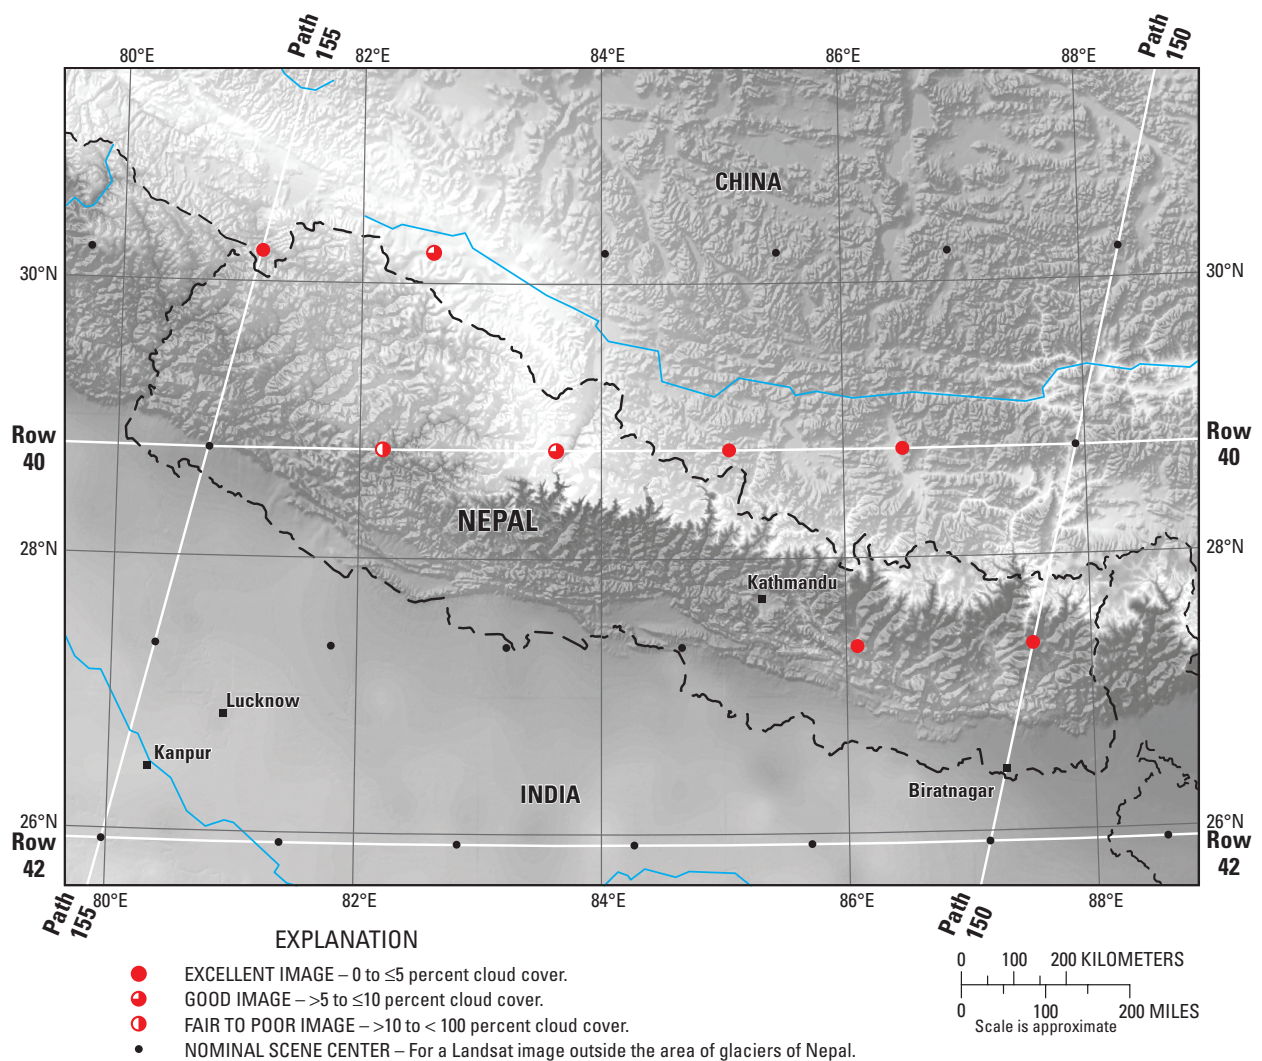 Path
155
Path
150
80°E
82°E
84°E
86°E
88°E
CHINA
30°N
30°N
Row
40
Row
40
NEPAL
28°N
28°N
Kathmandu
Lucknow
Kanpur
INDIA
Biratnagar
26°N
26°N
Row
42
Row
42
80°E
82°E
84°E
86°E
88°E
Path
155
Path
150
EXPLANATION
EXCELLENT IMAGE – 0 to ≤5 percent cloud cover.
GOOD IMAGE – >5 to ≤10 percent cloud cover.
FAIR TO POOR IMAGE – >10 to < 100 percent cloud cover.
NOMINAL SCENE CENTER – For a Landsat image outside the area of glaciers of Nepal.
0 100 200 KILOMETERS
0 100 200 MILES
Scale is approximate